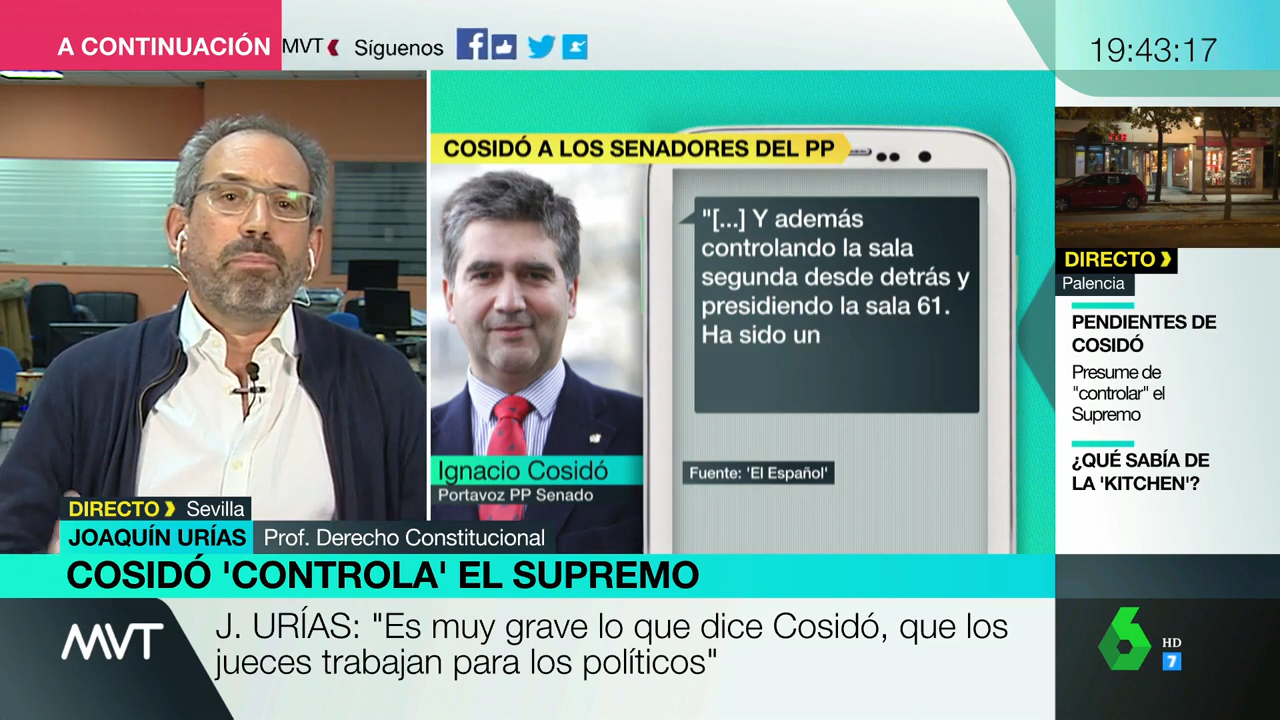 A CONTINUACIÓN
MVT
Síguenos
19:43:17
COSIDÓ A LOS SENADORES DEL PP
"[...] Y además
controlando la sala
segunda desde detrás y
presidiendo la sala 61.
Ha sido un
Fuente: 'El Español'
Ignacio Cosidó
Portavoz PP Senado
DIRECTO
Palencia
PENDIENTES DE
COSIDÓ
Presume de
"controlar" el
Supremo
¿QUÉ SABÍA DE
LA 'KITCHEN'?
DIRECTO
Sevilla
JOAQUÍN URÍAS
Prof. Derecho Constitucional
COSIDÓ 'CONTROLA' EL SUPREMO
MVT
J. URÍAS: "Es muy grave lo que dice Cosidó, que los
jueces trabajan para los políticos"
6
HD
7